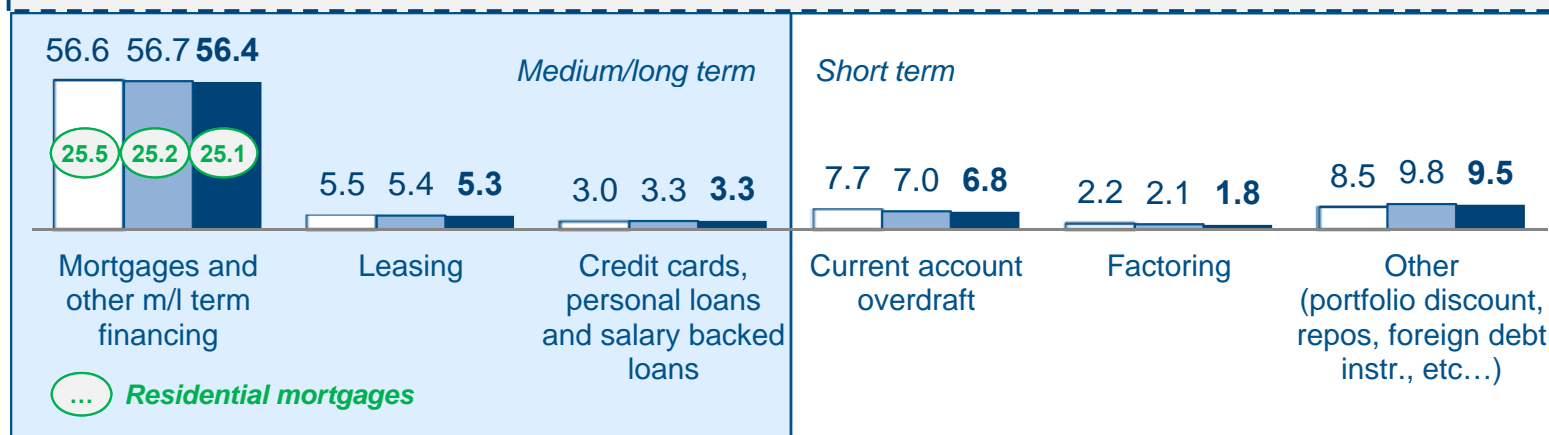 56.6 56.7 56.4
Medium/long term
Short term
25.5 25.2 25.1
5.5 5.4 5.3
3.0 3.3 3.3
7.7 7.0 6.8
2.2 2.1 1.8
8.5 9.8 9.5
Mortgages and
other m/l term
financing
Leasing
Credit cards,
personal loans
and salary backed
loans
Current account
overdraft
Factoring
Other
(portfolio discount,
repos, foreign debt
instr., etc…)
… Residential mortgages